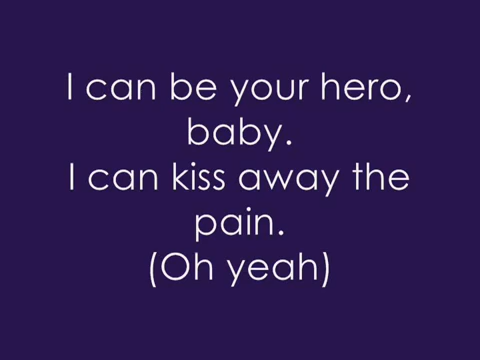 I can be your hero,
baby.
I can kiss away the
pain.
(Oh yeah)